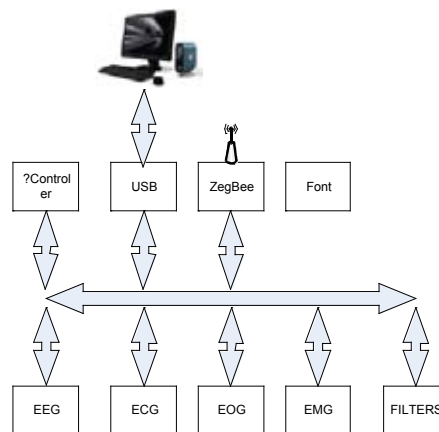 ?Control
er
USB
ZegBee
Font
EEG
ECG
EOG
EMG
FILTERS